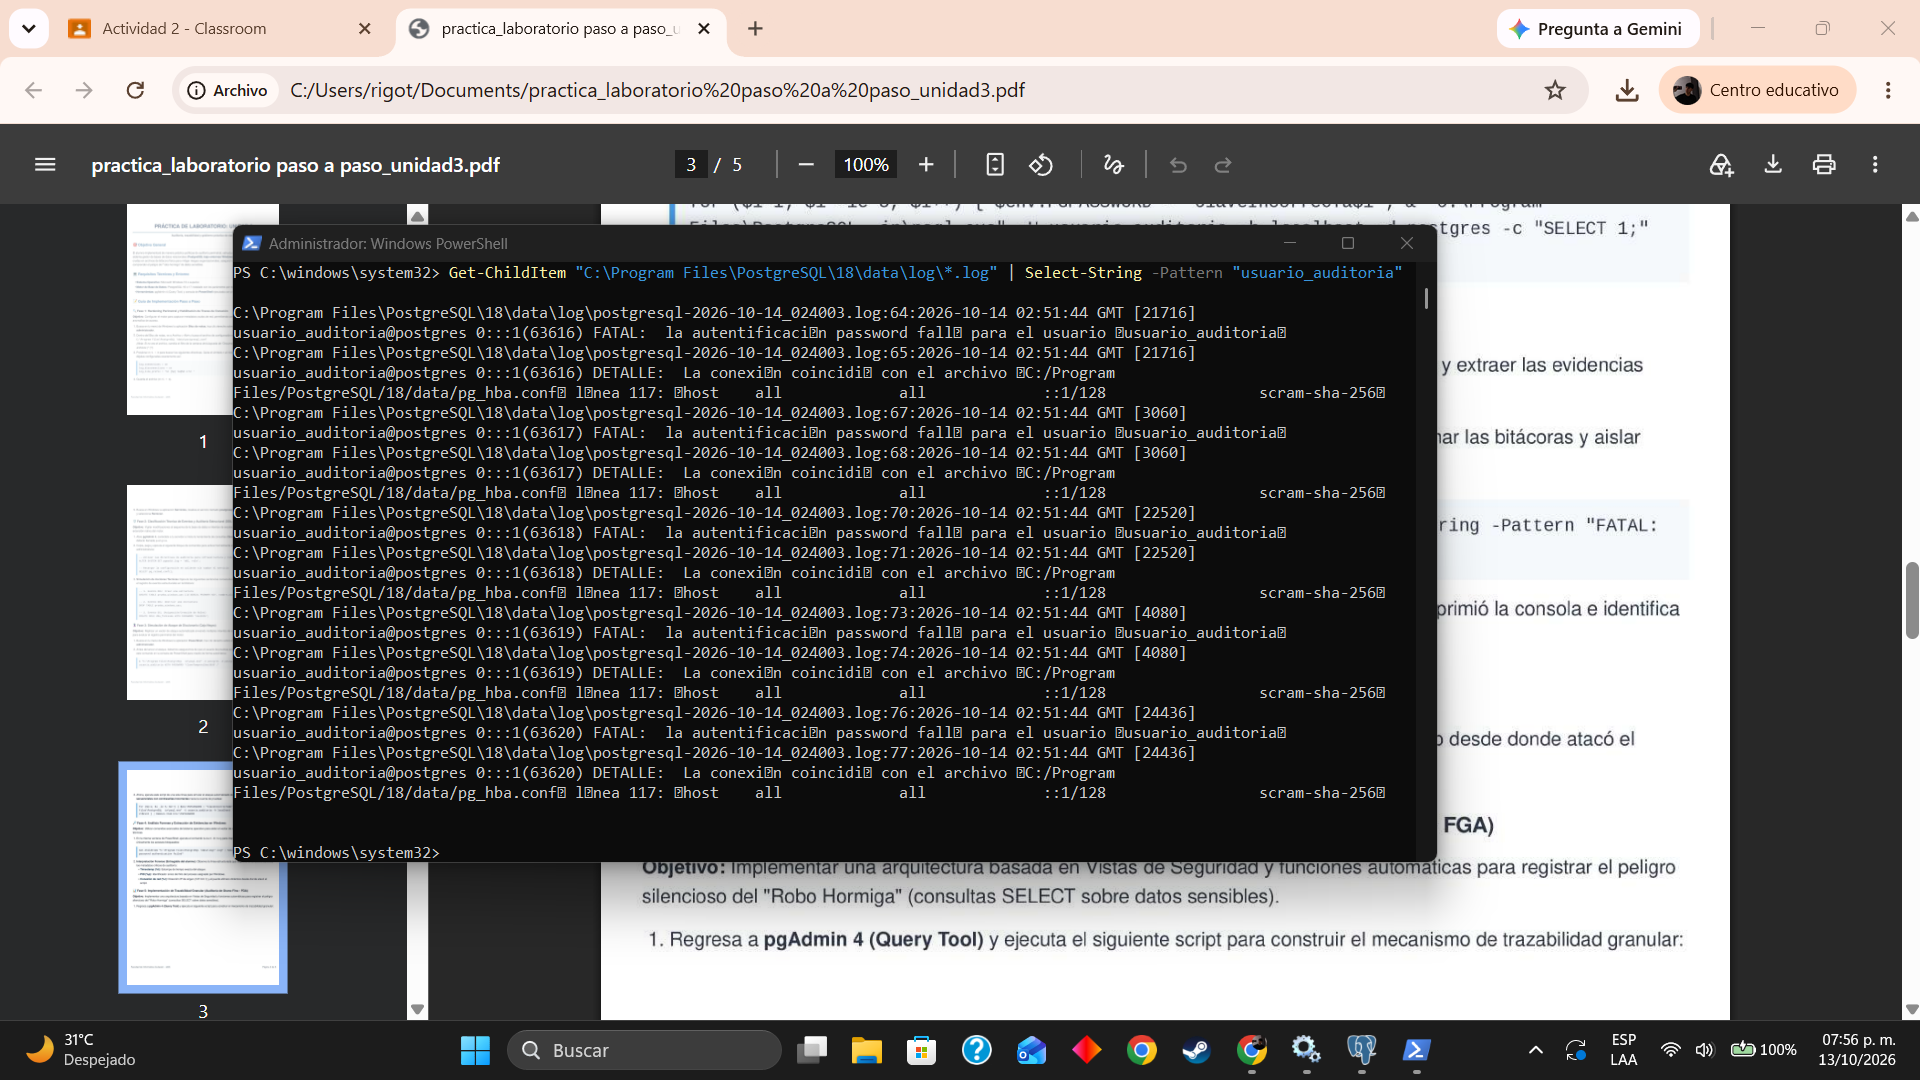 Actividad 2 - Classroom
practica_laboratorio paso a paso_u
Pregunta a Gemini
Archivo
C:/Users/rigot/Documents/practica_laboratorio%20paso%20a%20paso_unidad3.pdf
Centro educativo
practica_laboratorio paso a paso_unidad3.pdf
3 / 5
100%
postgres -c "SELECT 1;"
Administrador: Windows PowerShell
PS C:\windows\system32> Get-ChildItem "C:\Program Files\PostgreSQL\18\data\log\*.log" | Select-String -Pattern "usuario_auditoria"
C:\Program Files\PostgreSQL\18\data\log\postgresql-2026-10-14_024003.log:64:2026-10-14 02:51:44 GMT [21716]
usuario_auditoria@postgres 0:::1(63616) FATAL:  la autentificaci�n password fall� para el usuario �usuario_auditoria�
C:\Program Files\PostgreSQL\18\data\log\postgresql-2026-10-14_024003.log:65:2026-10-14 02:51:44 GMT [21716]
usuario_auditoria@postgres 0:::1(63616) DETALLE:  La conexi�n coincidi� con el archivo �C:/Program
Files/PostgreSQL/18/data/pg_hba.conf� l�nea 117: �host    all             all             ::1/128                 scram-sha-256�
C:\Program Files\PostgreSQL\18\data\log\postgresql-2026-10-14_024003.log:67:2026-10-14 02:51:44 GMT [3060]
usuario_auditoria@postgres 0:::1(63617) FATAL:  la autentificaci�n password fall� para el usuario �usuario_auditoria�
C:\Program Files\PostgreSQL\18\data\log\postgresql-2026-10-14_024003.log:68:2026-10-14 02:51:44 GMT [3060]
usuario_auditoria@postgres 0:::1(63617) DETALLE:  La conexi�n coincidi� con el archivo �C:/Program
Files/PostgreSQL/18/data/pg_hba.conf� l�nea 117: �host    all             all             ::1/128                 scram-sha-256�
C:\Program Files\PostgreSQL\18\data\log\postgresql-2026-10-14_024003.log:70:2026-10-14 02:51:44 GMT [22520]
usuario_auditoria@postgres 0:::1(63618) FATAL:  la autentificaci�n password fall� para el usuario �usuario_auditoria�
C:\Program Files\PostgreSQL\18\data\log\postgresql-2026-10-14_024003.log:71:2026-10-14 02:51:44 GMT [22520]
usuario_auditoria@postgres 0:::1(63618) DETALLE:  La conexi�n coincidi� con el archivo �C:/Program
Files/PostgreSQL/18/data/pg_hba.conf� l�nea 117: �host    all             all             ::1/128                 scram-sha-256�
C:\Program Files\PostgreSQL\18\data\log\postgresql-2026-10-14_024003.log:73:2026-10-14 02:51:44 GMT [4080]
usuario_auditoria@postgres 0:::1(63619) FATAL:  la autentificaci�n password fall� para el usuario �usuario_auditoria�
C:\Program Files\PostgreSQL\18\data\log\postgresql-2026-10-14_024003.log:74:2026-10-14 02:51:44 GMT [4080]
usuario_auditoria@postgres 0:::1(63619) DETALLE:  La conexi�n coincidi� con el archivo �C:/Program
Files/PostgreSQL/18/data/pg_hba.conf� l�nea 117: �host    all             all             ::1/128                 scram-sha-256�
C:\Program Files\PostgreSQL\18\data\log\postgresql-2026-10-14_024003.log:76:2026-10-14 02:51:44 GMT [24436]
usuario_auditoria@postgres 0:::1(63620) FATAL:  la autentificaci�n password fall� para el usuario �usuario_auditoria�
C:\Program Files\PostgreSQL\18\data\log\postgresql-2026-10-14_024003.log:77:2026-10-14 02:51:44 GMT [24436]
usuario_auditoria@postgres 0:::1(63620) DETALLE:  La conexi�n coincidi� con el archivo �C:/Program
Files/PostgreSQL/18/data/pg_hba.conf� l�nea 117: �host    all             all             ::1/128                 scram-sha-256�
PS C:\windows\system32>
y extraer las evidencias
nar las bitácoras y aislar
ring -Pattern "FATAL:
primió la consola e identifica
o desde donde atacó el
FGA)
Objetivo: Implementar una arquitectura basada en Vistas de Seguridad y funciones automáticas para registrar el peligro
silencioso del "Robo Hormiga" (consultas SELECT sobre datos sensibles).
1. Regresa a pgAdmin 4 (Query Tool) y ejecuta el siguiente script para construir el mecanismo de trazabilidad granular:
1
2
3
31°C
Despejado
Buscar
ESP
LAA
100%
07:56 p. m.
13/10/2026